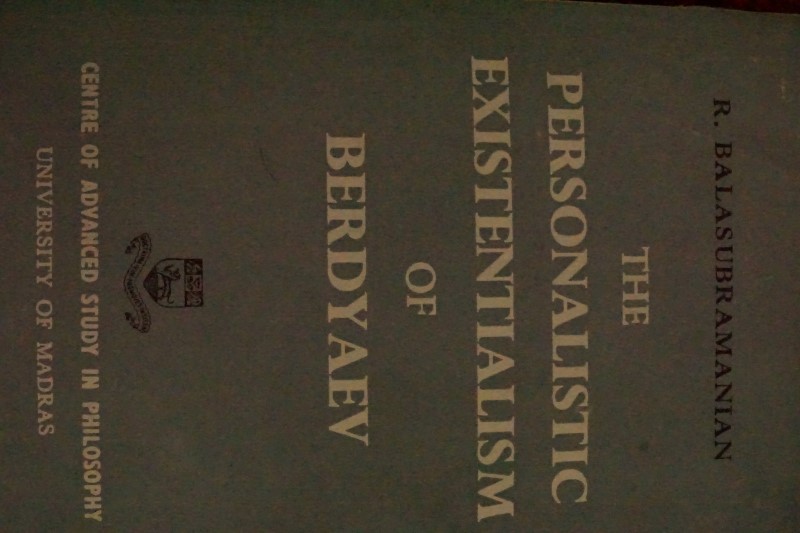 R. BALASUBRAMANIAN
THE
PERSONALISTIC
EXISTENTIALISM
OF
BERDYAEV
CENTRE OF ADVANCED STUDY IN PHILOSOPHY
UNIVERSITY OF MADRAS